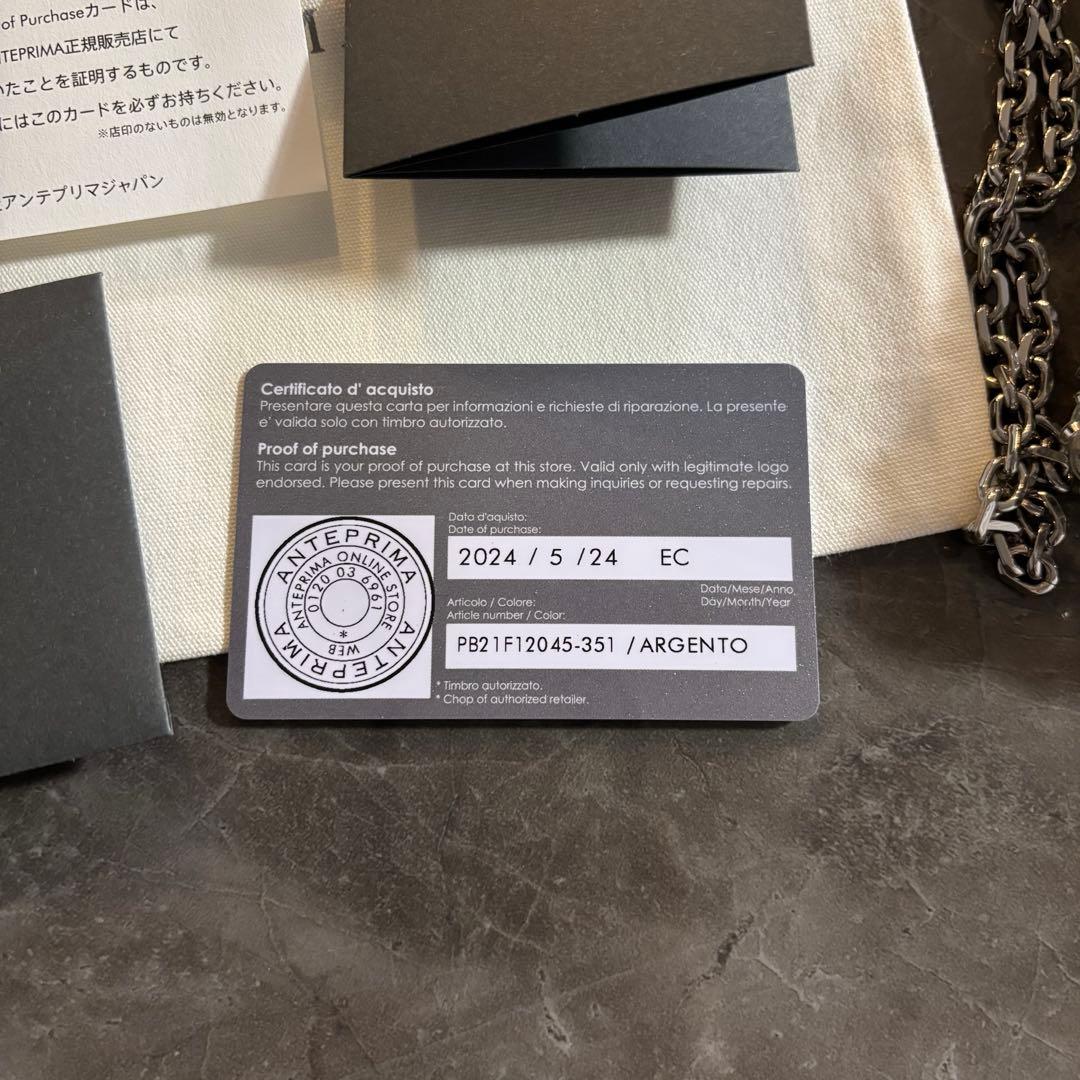 of Purchaseカードは、
NTEPRIMA正規販売店にて
いたことを証明するものです。
にはこのカードを必ずお持ちください。
※店印のないものは無効となります。
アンテプリマジャパン
Certificato d' acquisto
Presentare questa carta per informazioni e richieste di riparazione. La presente
e' valida solo con timbro autorizzato.
Proof of purchase
This card is your proof of purchase at this store. Valid only with legitimate logo
endorsed. Please present this card when making inquiries or requesting repairs.
ANTEPRIMA
ANTEPRIMA
ANTEPRIMA ONLINE STORE
0120 03 6961
*
WEB
Data d'aquisto:
Date of purchase:
2024 / 5 /24 EC
Data/Mese/Anno
Day/Month/Year
Articolo / Colore:
Article number / Color:
PB21F12045-351 /ARGENTO
* Timbro autorizzato.
* Chop of authorized retailer.